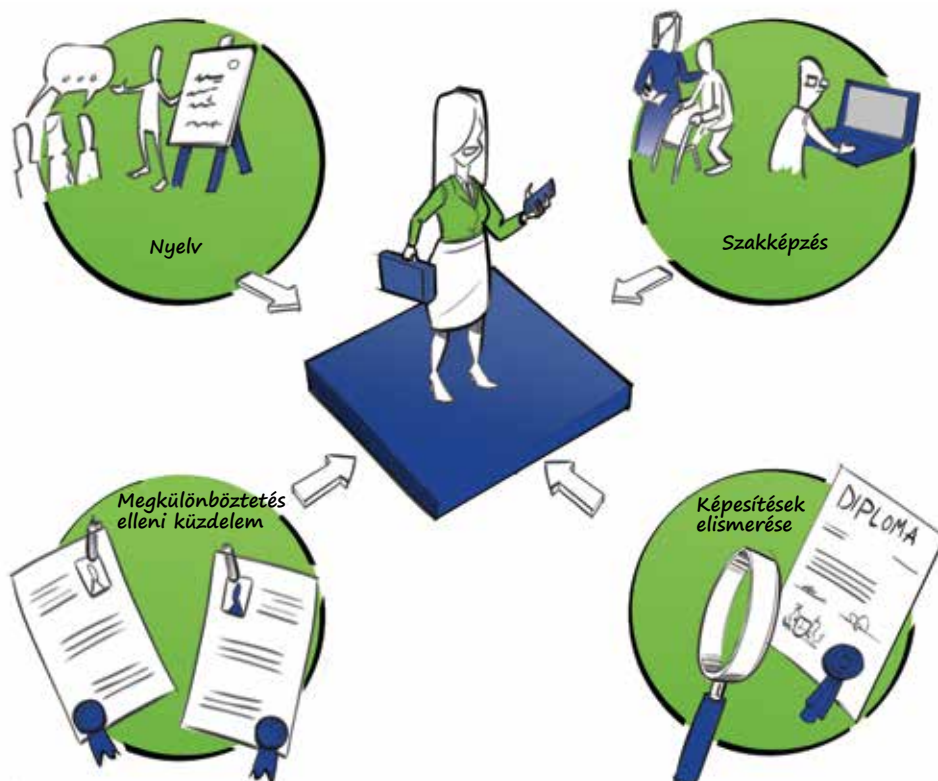 Nyelv
Szakképzés
Megkülönböztetés
elleni küzdelem
Képesítések
elismerése
DIPLOMA